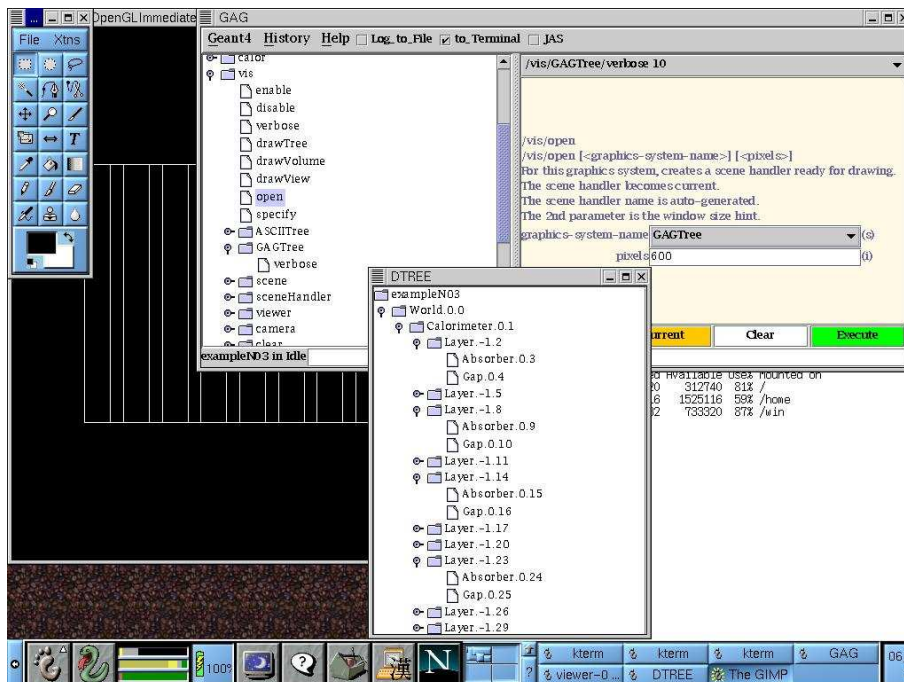 ... OpenGLImmediate
File Xtns
GAG
Geant4 History Help Log_to_File to_Terminal JAS
calor
vis
enable
disable
verbose
drawTree
drawVolume
drawView
open
specify
ASCIITree
GAGTree
verbose
scene
sceneHandler
viewer
camera
clear
exampleN03 in Idle
/vis/GAGTree/verbose 10
/vis/open
/vis/open [<graphics-system-name>] [<pixels>]
For this graphics system, creates a scene handler ready for drawing.
The scene handler becomes current.
The scene handler name is auto-generated.
The 2nd parameter is the window size hint.
graphics-system-name GAGTree (s)
pixels 600 (i)
urrent Clear Execute
DTREE
exampleN03
World.0.0
Calorimeter.0.1
Layer.-1.2
Absorber.0.3
Gap.0.4
Layer.-1.5
Layer.-1.8
Absorber.0.9
Gap.0.10
Layer.-1.11
Layer.-1.14
Absorber.0.15
Gap.0.16
Layer.-1.17
Layer.-1.20
Layer.-1.23
Absorber.0.24
Gap.0.25
Layer.-1.26
Layer.-1.29
ed Available Use% Mounted on
20 312740 81% /
16 1525116 59% /home
02 733320 87% /win
100%
漢
N
kterm kterm kterm GAG
viewer-0 ... DTREE The GIMP
06